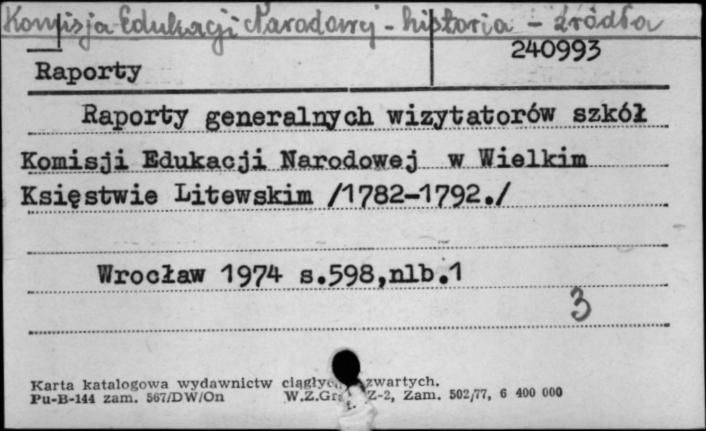 Komisja Edukacji Narodowej - historia - źródła
240993
Raporty
Raporty generalnych wizytatorów szkół
Komisji Edukacji Narodowej w Wielkim
Księstwie Litewskim /1782-1792./
Wrocław 1974 s.598,nlb.1
3
Karta katalogowa wydawnictw zwartych.
Pu-B-144 zam. 567/DW/On W.Z.Gra Z-2, Zam. 502/77, 6 400 000